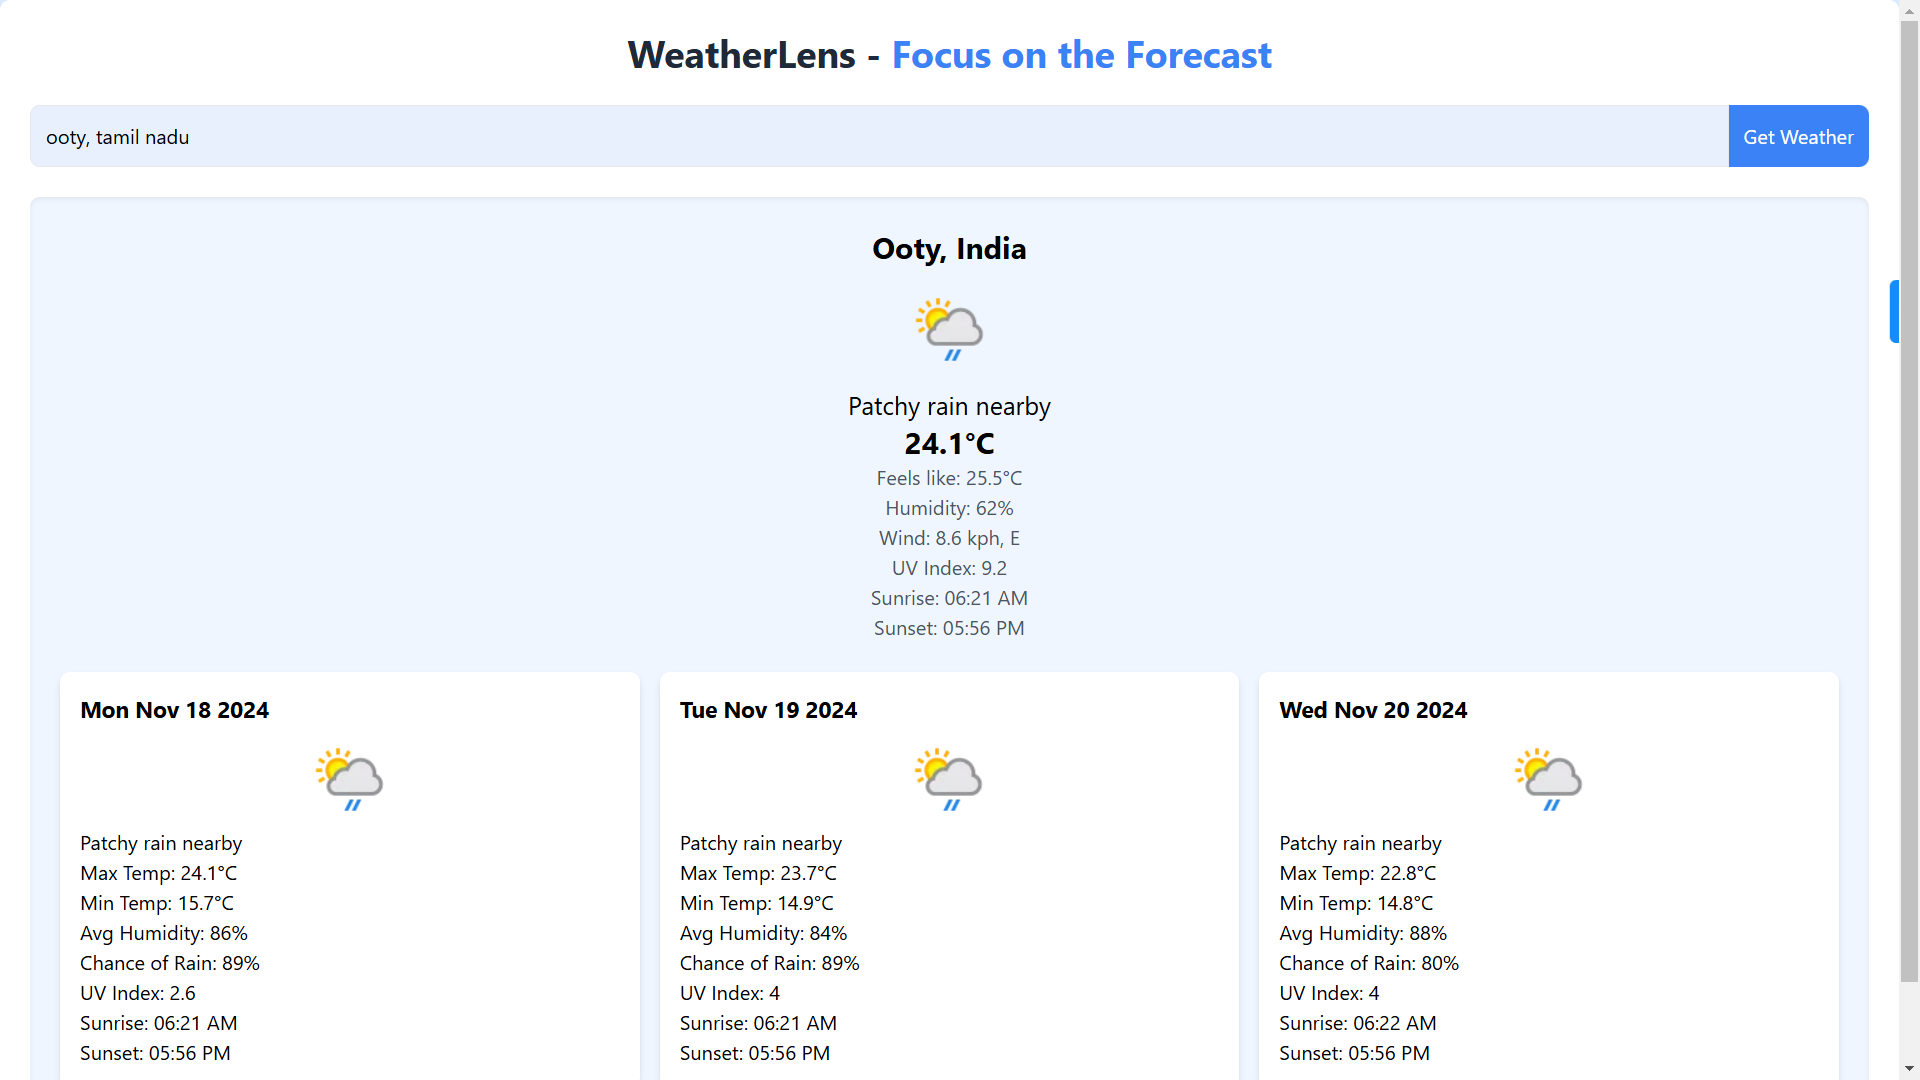 WeatherLens - Focus on the Forecast
ooty, tamil nadu
Get Weather
Ooty, India
Patchy rain nearby
24.1°C
Feels like: 25.5°C
Humidity: 62%
Wind: 8.6 kph, E
UV Index: 9.2
Sunrise: 06:21 AM
Sunset: 05:56 PM
Mon Nov 18 2024
Patchy rain nearby
Max Temp: 24.1°C
Min Temp: 15.7°C
Avg Humidity: 86%
Chance of Rain: 89%
UV Index: 2.6
Sunrise: 06:21 AM
Sunset: 05:56 PM
Tue Nov 19 2024
Patchy rain nearby
Max Temp: 23.7°C
Min Temp: 14.9°C
Avg Humidity: 84%
Chance of Rain: 89%
UV Index: 4
Sunrise: 06:21 AM
Sunset: 05:56 PM
Wed Nov 20 2024
Patchy rain nearby
Max Temp: 22.8°C
Min Temp: 14.8°C
Avg Humidity: 88%
Chance of Rain: 80%
UV Index: 4
Sunrise: 06:22 AM
Sunset: 05:56 PM